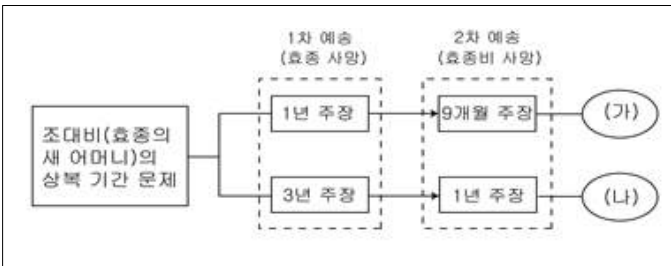 1차 예송
(효종 사망)
2차 예송
(효종비 사망)
조대비(효종의
새 어머니)의
상복 기간 문제
1년 주장
9개월 주장
(가)
3년 주장
1년 주장
(나)